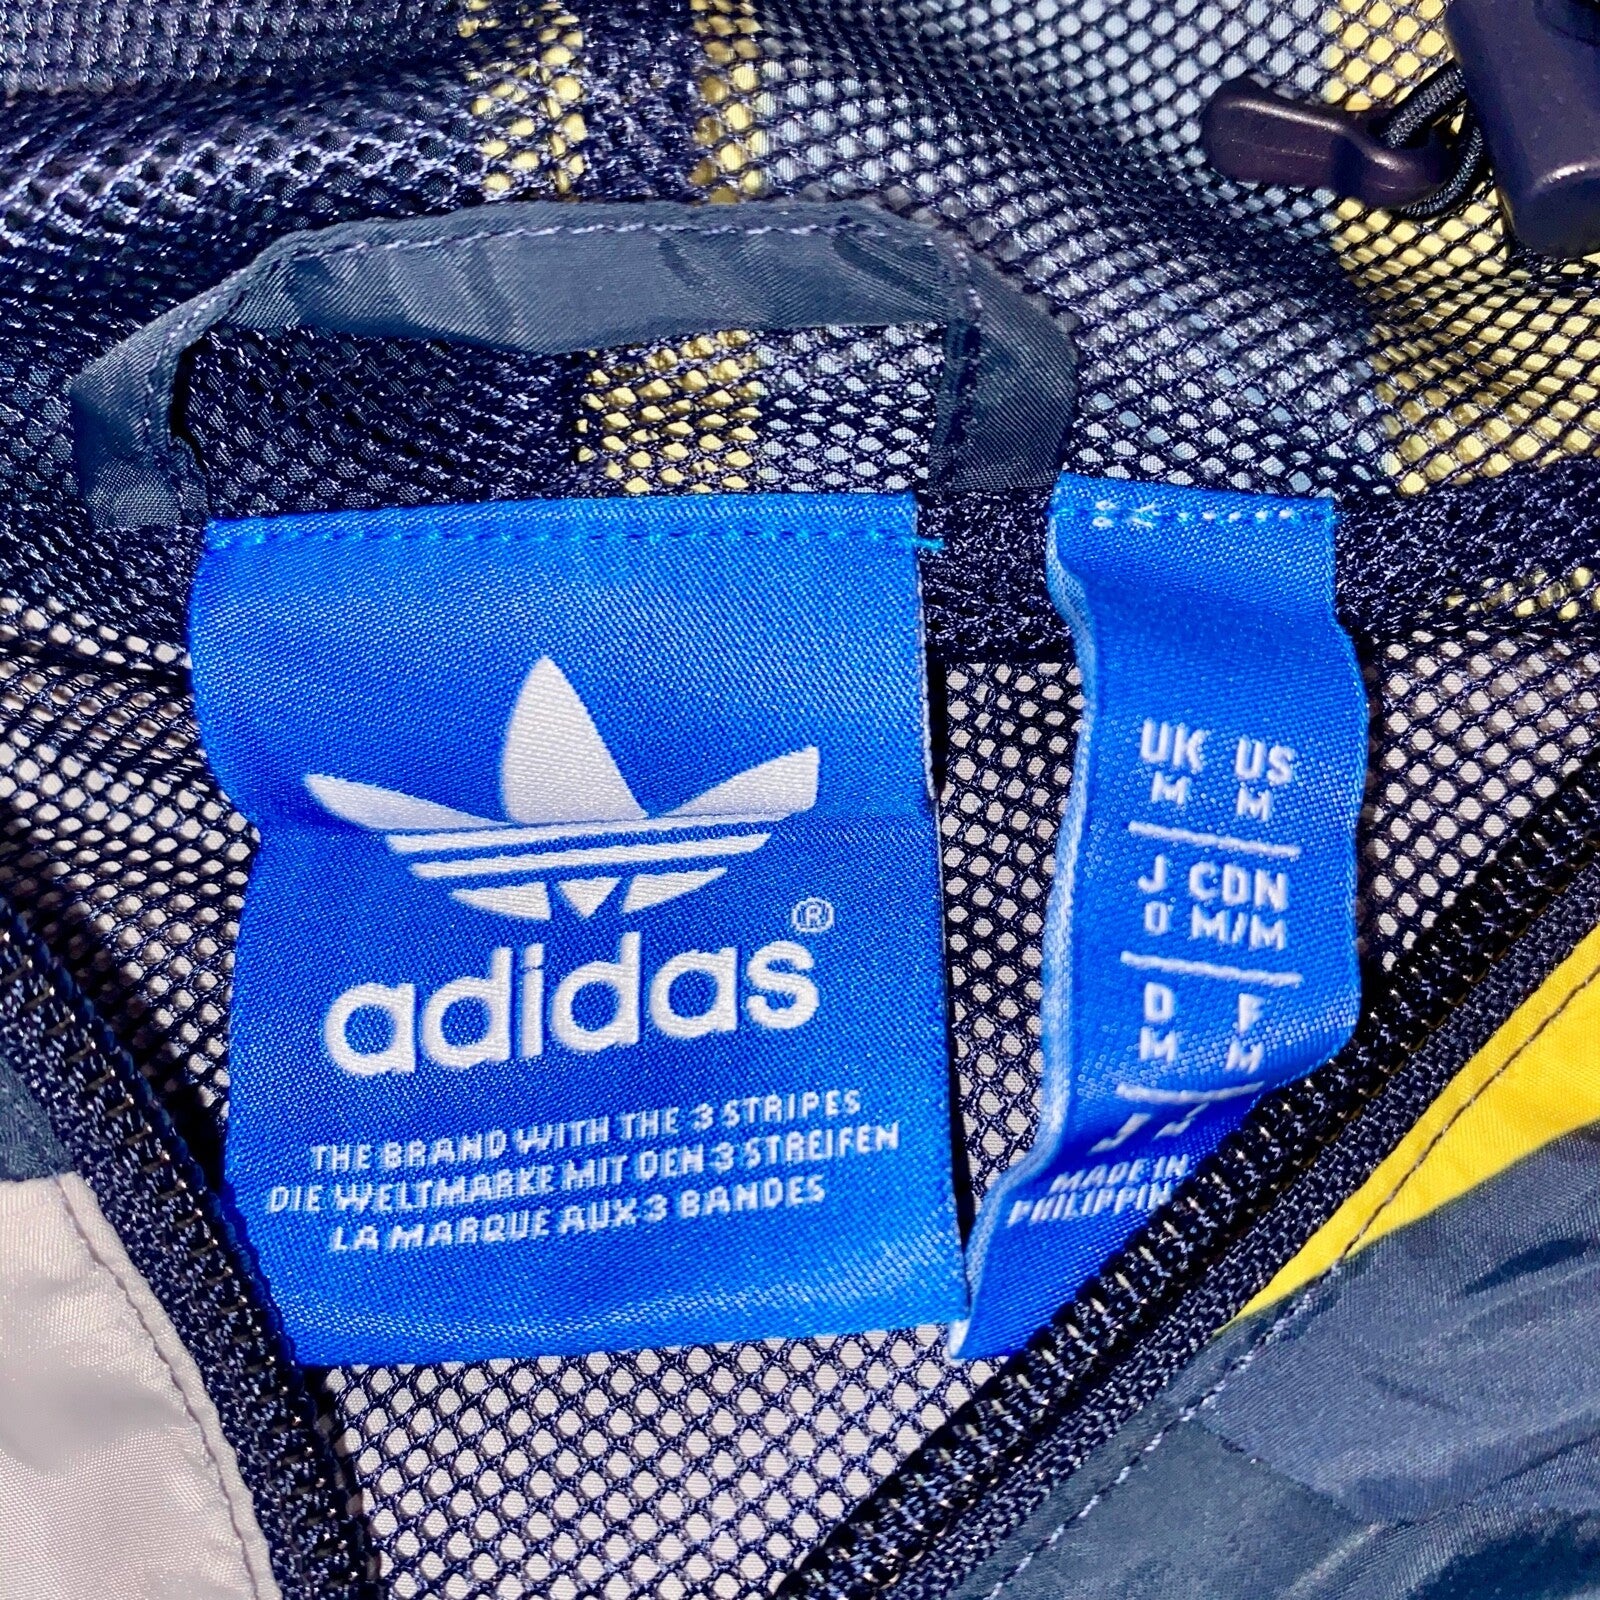 adidas®
THE BRAND WITH THE 3 STRIPES
DIE WELTMARKE MIT DEN 3 STREIFEN
LA MARQUE AUX 3 BANDES
UK US
M M
J CDN
O M/M
D F
M M
MADE IN